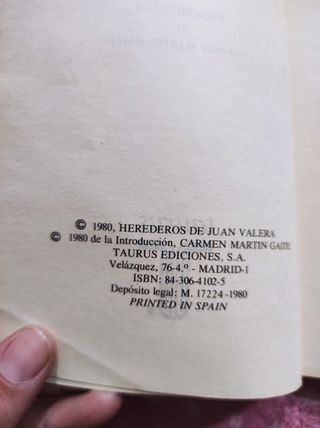 © 1980, HEREDEROS DE JUAN VALERA
© 1980 de la Introducción, CARMEN MARTIN GAITE
TAURUS EDICIONES, S.A.
Velázquez, 76-4.º - MADRID-1
ISBN: 84-306-4102-5
Depósito legal: M. 17224-1980
PRINTED IN SPAIN